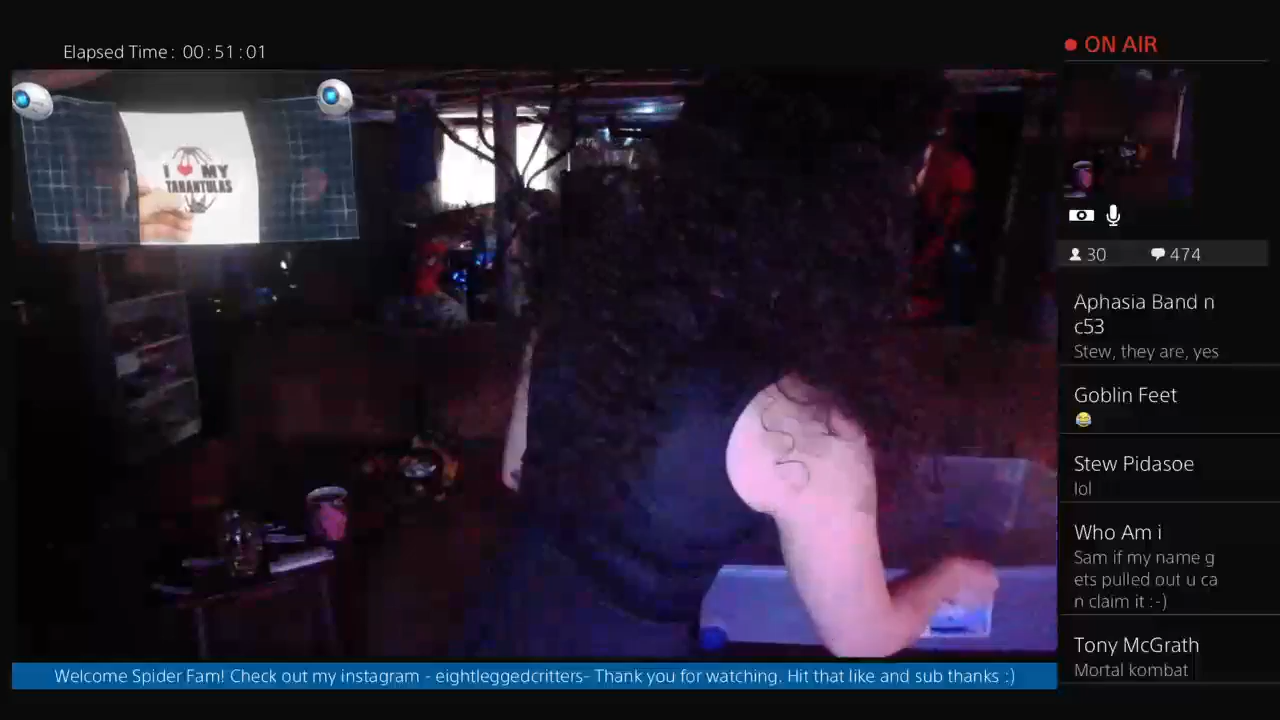 Elapsed Time: 00:51:01
ON AIR
I MY
TARANTULAS
30 474
Aphasia Band n
c53
Stew, they are, yes
Goblin Feet
😂
Stew Pidasoe
lol
Who Am i
Sam if my name g
ets pulled out u ca
n claim it :-)
Tony McGrath
Mortal kombat
Welcome Spider Fam! Check out my instagram - eightleggedcritters- Thank you for watching. Hit that like and sub thanks :)